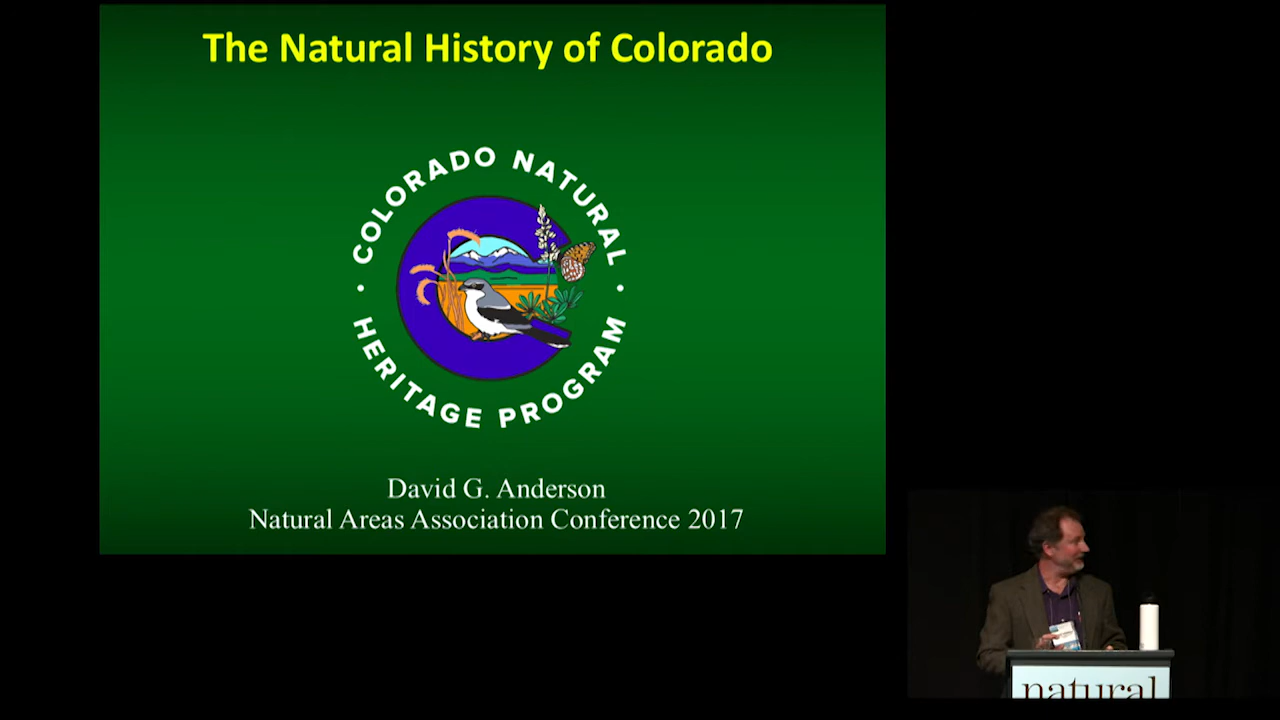 The Natural History of Colorado
COLORADO NATURAL
HERITAGE PROGRAM
David G. Anderson
Natural Areas Association Conference 2017
natural